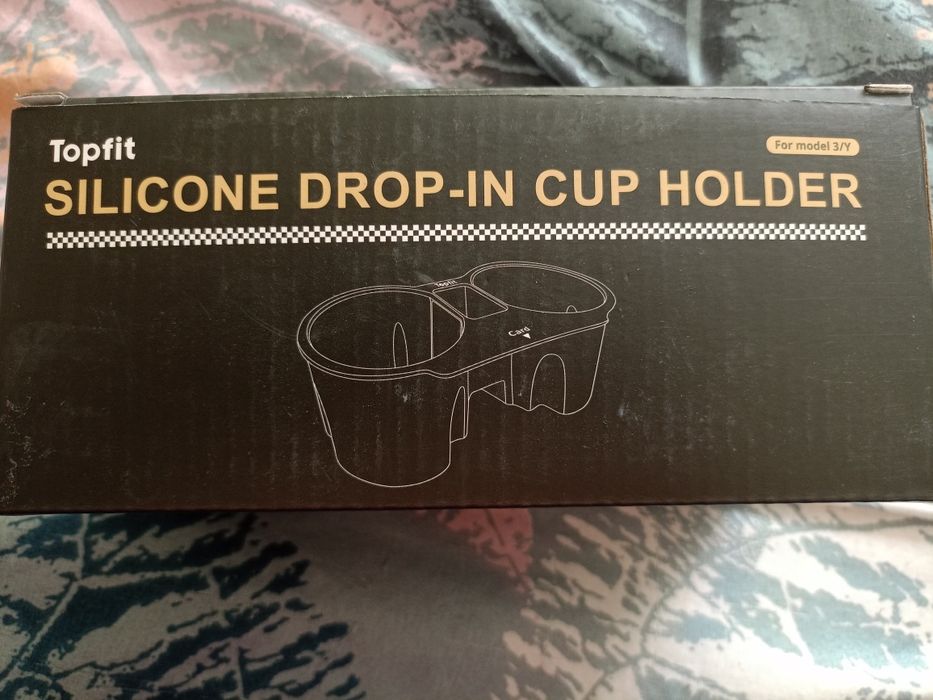 Topfit
For model 3/Y
SILICONE DROP-IN CUP HOLDER
Topfit
Card